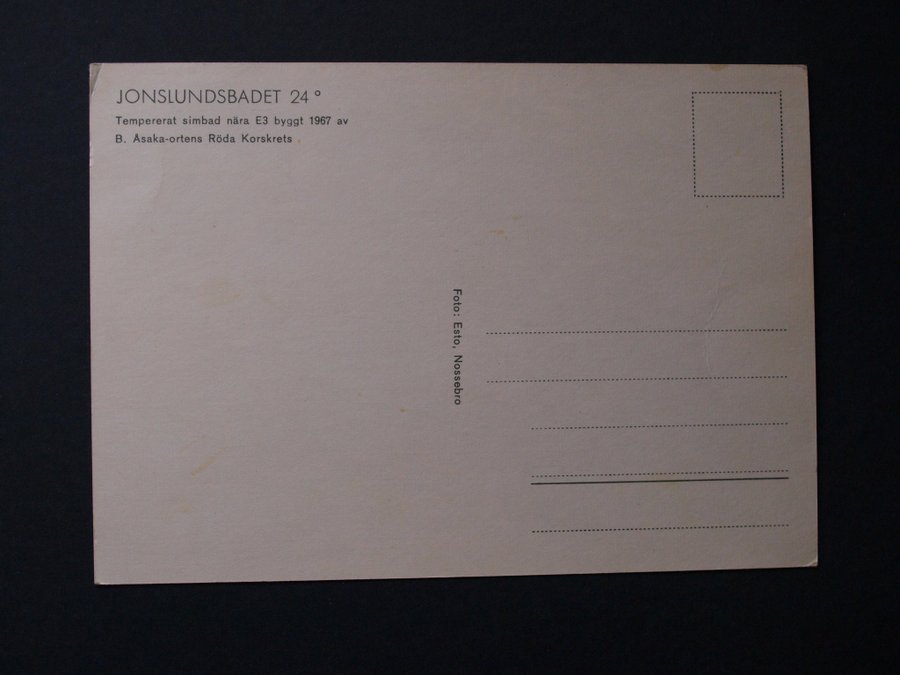 JONSLUNDSBADET 24 °
Tempererat simbad nära E3 byggt 1967 av
B. Åsaka-ortens Röda Korskrets
Foto: Esto, Nossebro